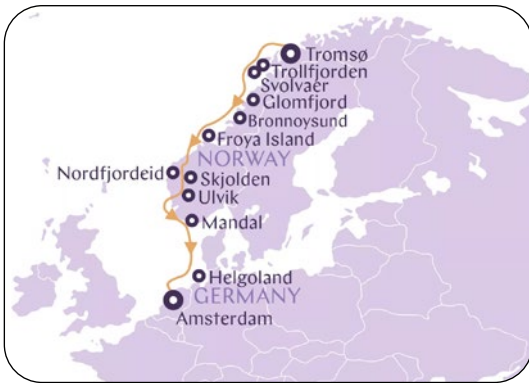 Tromsø
Trollfjorden
Svolvaer
Glomfjord
Bronnoysund
Froya Island
NORWAY
Nordfjordeid
Skjolden
Ulvik
Mandal
Helgoland
GERMANY
Amsterdam